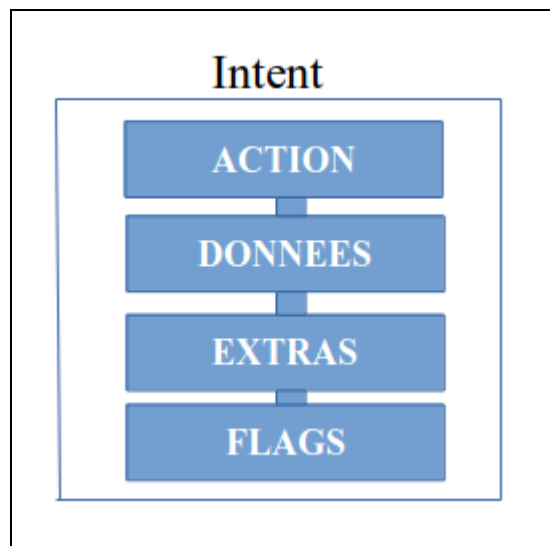 Intent
ACTION
DONNEES
EXTRAS
FLAGS